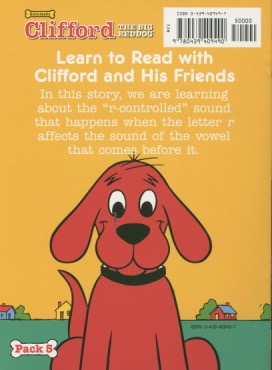 Clifford
THE BIG
RED DOG
ISBN 0-439-40949-7
50000
9 780439 409490
Learn to Read with
Clifford and His Friends
In this story, we are learning
about the “r-controlled” sound
that happens when the letter r
affects the sound of the vowel
that comes before it.
Pack 5
ISBN: 0-439-40949-7